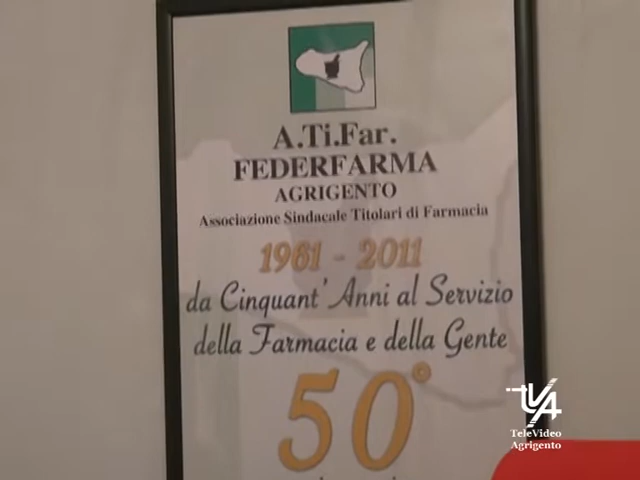 A.Ti.Far.
FEDERFARMA
AGRIGENTO
Associazione Sindacale Titolari di Farmacia
1961 - 2011
da Cinquant' Anni al Servizio
della Farmacia e della Gente
50°
TVA
TeleVideo
Agrigento